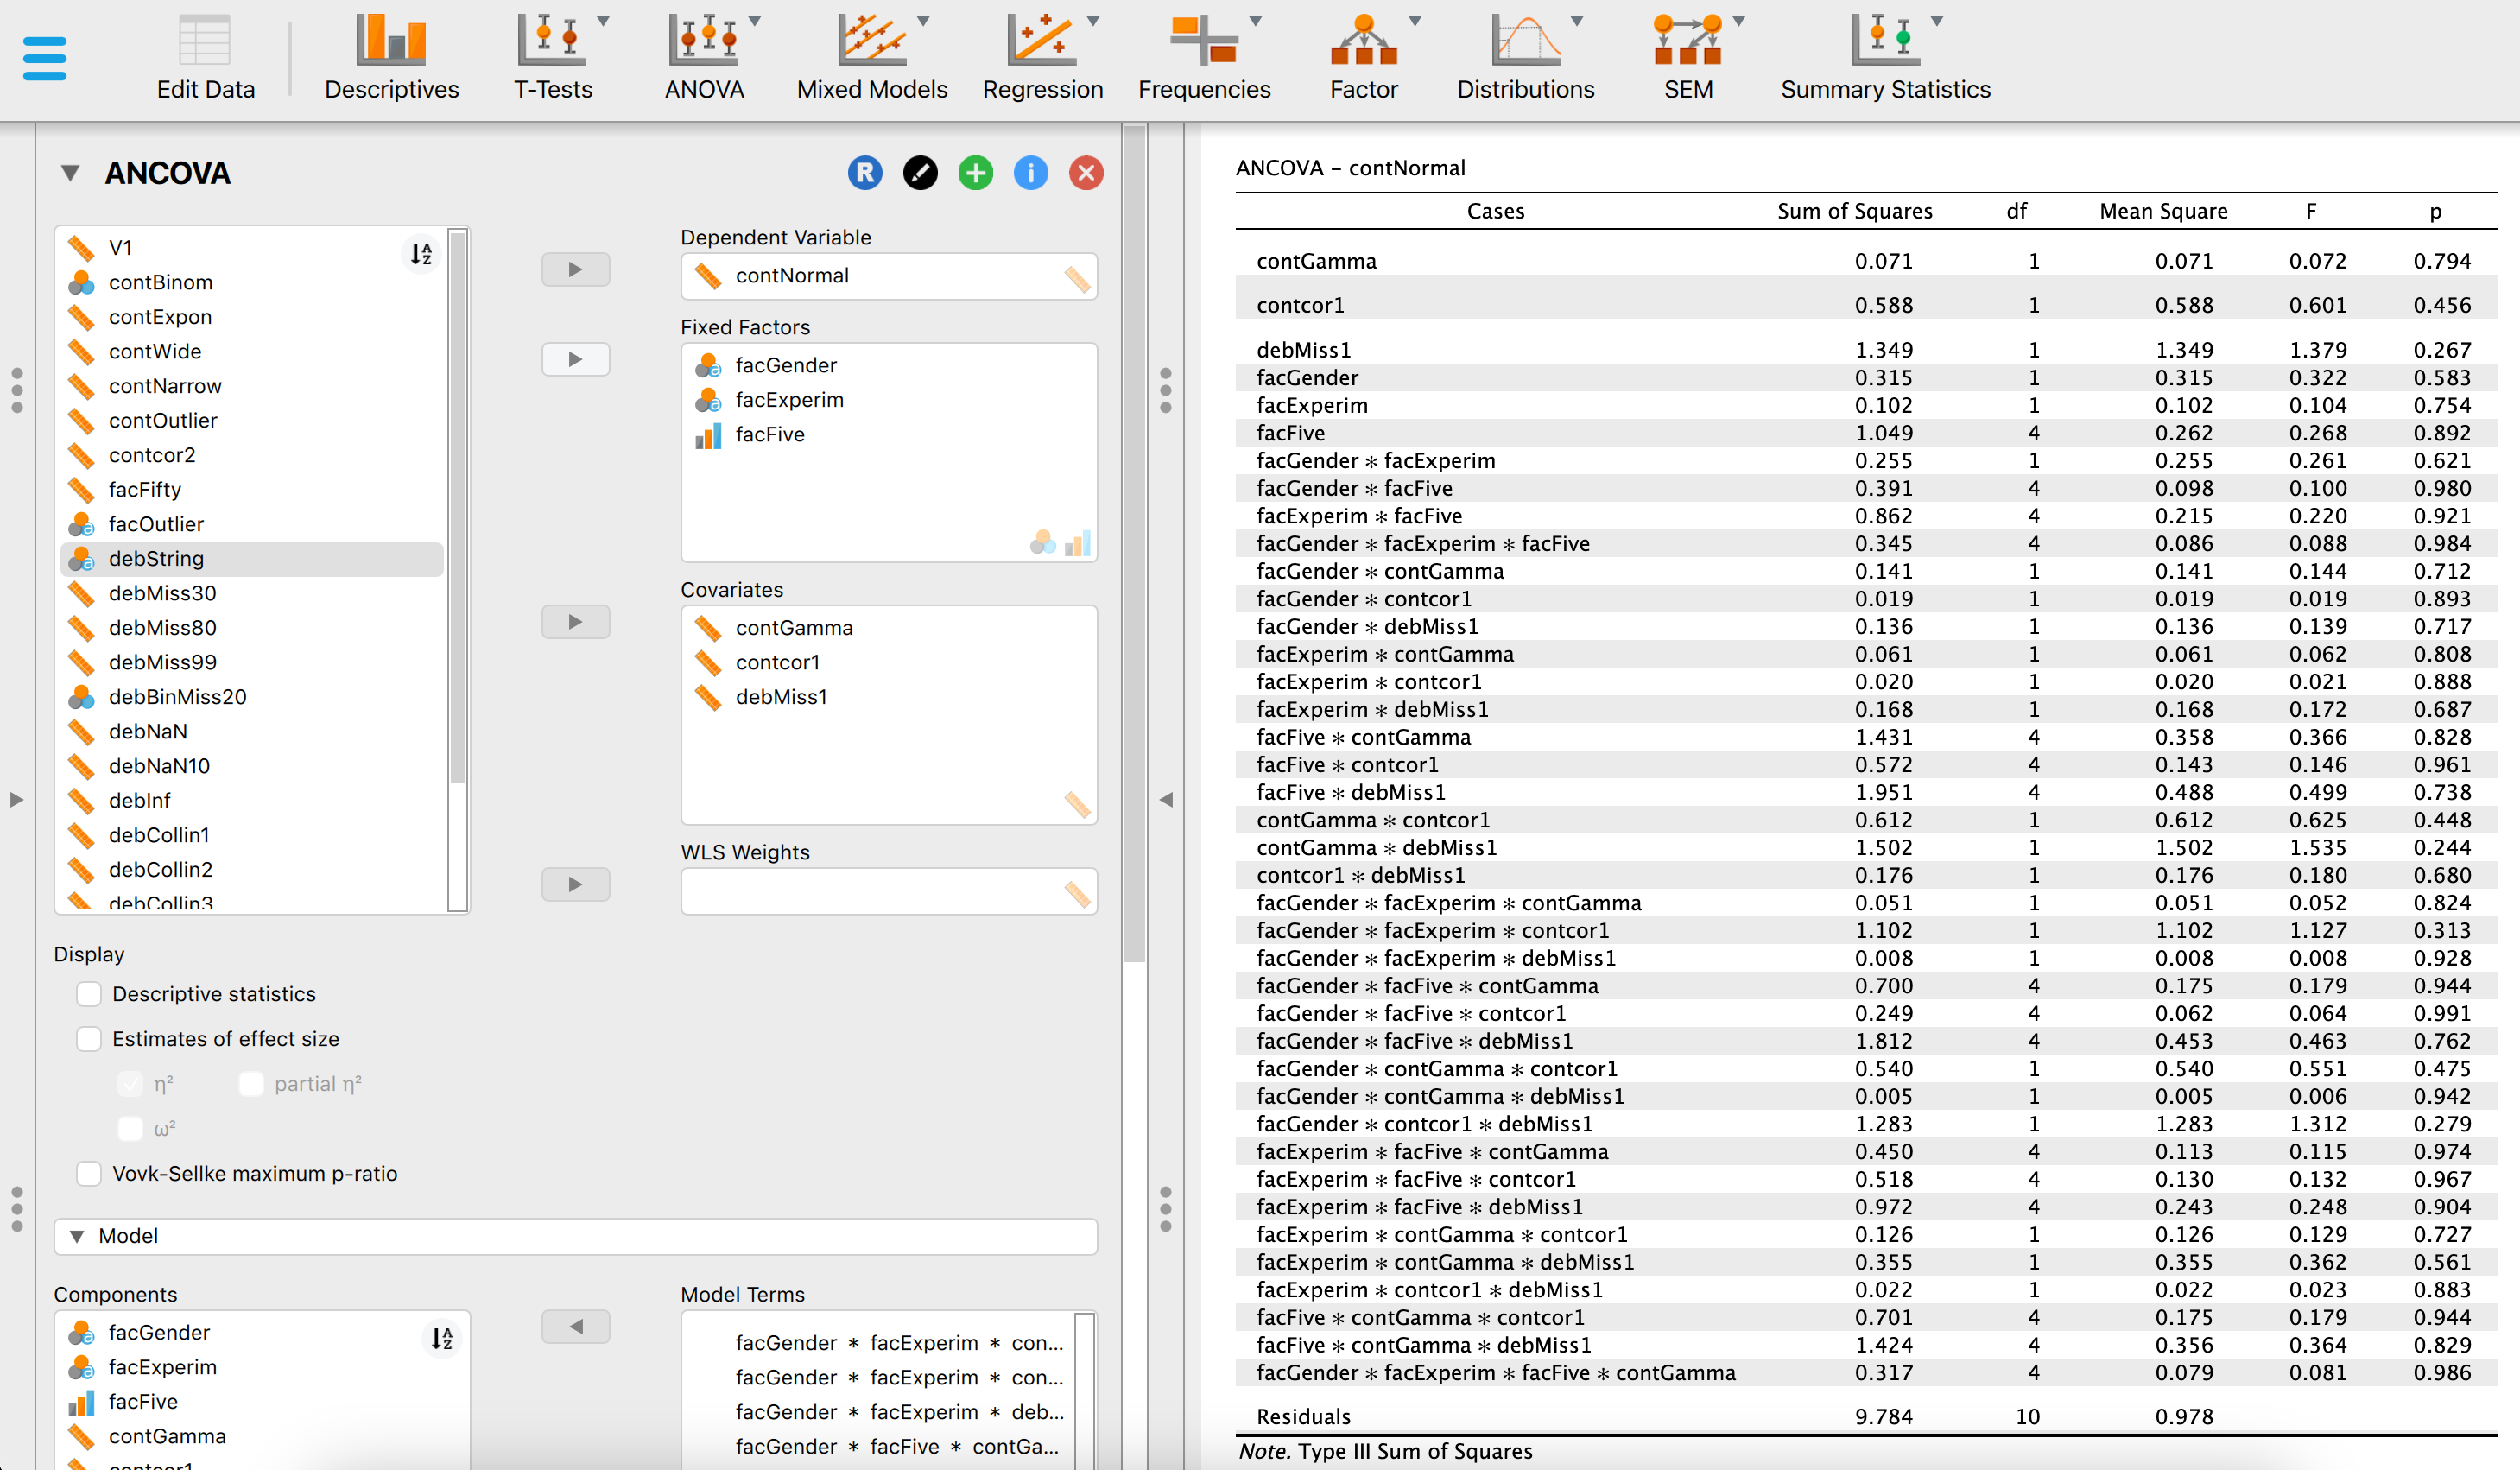 Edit Data
Descriptives
T-Tests
ANOVA
Mixed Models
Regression
Frequencies
Factor
Distributions
SEM
Summary Statistics
ANCOVA
R
V1
contBinom
contExpon
contWide
contNarrow
contOutlier
contcor2
facFifty
facOutlier
debString
debMiss30
debMiss80
debMiss99
debBinMiss20
debNaN
debNaN10
debInf
debCollin1
debCollin2
debCollin3
Dependent Variable
contNormal
Fixed Factors
facGender
facExperim
facFive
Covariates
contGamma
contcor1
debMiss1
WLS Weights
Display
Descriptive statistics
Estimates of effect size
η² partial η²
ω²
Vovk-Sellke maximum p-ratio
Model
Components
facGender
facExperim
facFive
contGamma
contcor1
Model Terms
facGender * facExperim * con...
facGender * facExperim * con...
facGender * facExperim * deb...
facGender * facFive * contGa...
ANCOVA – contNormal
Cases Sum of Squares df Mean Square F p
contGamma 0.071 1 0.071 0.072 0.794
contcor1 0.588 1 0.588 0.601 0.456
debMiss1 1.349 1 1.349 1.379 0.267
facGender 0.315 1 0.315 0.322 0.583
facExperim 0.102 1 0.102 0.104 0.754
facFive 1.049 4 0.262 0.268 0.892
facGender * facExperim 0.255 1 0.255 0.261 0.621
facGender * facFive 0.391 4 0.098 0.100 0.980
facExperim * facFive 0.862 4 0.215 0.220 0.921
facGender * facExperim * facFive 0.345 4 0.086 0.088 0.984
facGender * contGamma 0.141 1 0.141 0.144 0.712
facGender * contcor1 0.019 1 0.019 0.019 0.893
facGender * debMiss1 0.136 1 0.136 0.139 0.717
facExperim * contGamma 0.061 1 0.061 0.062 0.808
facExperim * contcor1 0.020 1 0.020 0.021 0.888
facExperim * debMiss1 0.168 1 0.168 0.172 0.687
facFive * contGamma 1.431 4 0.358 0.366 0.828
facFive * contcor1 0.572 4 0.143 0.146 0.961
facFive * debMiss1 1.951 4 0.488 0.499 0.738
contGamma * contcor1 0.612 1 0.612 0.625 0.448
contGamma * debMiss1 1.502 1 1.502 1.535 0.244
contcor1 * debMiss1 0.176 1 0.176 0.180 0.680
facGender * facExperim * contGamma 0.051 1 0.051 0.052 0.824
facGender * facExperim * contcor1 1.102 1 1.102 1.127 0.313
facGender * facExperim * debMiss1 0.008 1 0.008 0.008 0.928
facGender * facFive * contGamma 0.700 4 0.175 0.179 0.944
facGender * facFive * contcor1 0.249 4 0.062 0.064 0.991
facGender * facFive * debMiss1 1.812 4 0.453 0.463 0.762
facGender * contGamma * contcor1 0.540 1 0.540 0.551 0.475
facGender * contGamma * debMiss1 0.005 1 0.005 0.006 0.942
facGender * contcor1 * debMiss1 1.283 1 1.283 1.312 0.279
facExperim * facFive * contGamma 0.450 4 0.113 0.115 0.974
facExperim * facFive * contcor1 0.518 4 0.130 0.132 0.967
facExperim * facFive * debMiss1 0.972 4 0.243 0.248 0.904
facExperim * contGamma * contcor1 0.126 1 0.126 0.129 0.727
facExperim * contGamma * debMiss1 0.355 1 0.355 0.362 0.561
facExperim * contcor1 * debMiss1 0.022 1 0.022 0.023 0.883
facFive * contGamma * contcor1 0.701 4 0.175 0.179 0.944
facFive * contGamma * debMiss1 1.424 4 0.356 0.364 0.829
facGender * facExperim * facFive * contGamma 0.317 4 0.079 0.081 0.986
Residuals 9.784 10 0.978
Note. Type III Sum of Squares